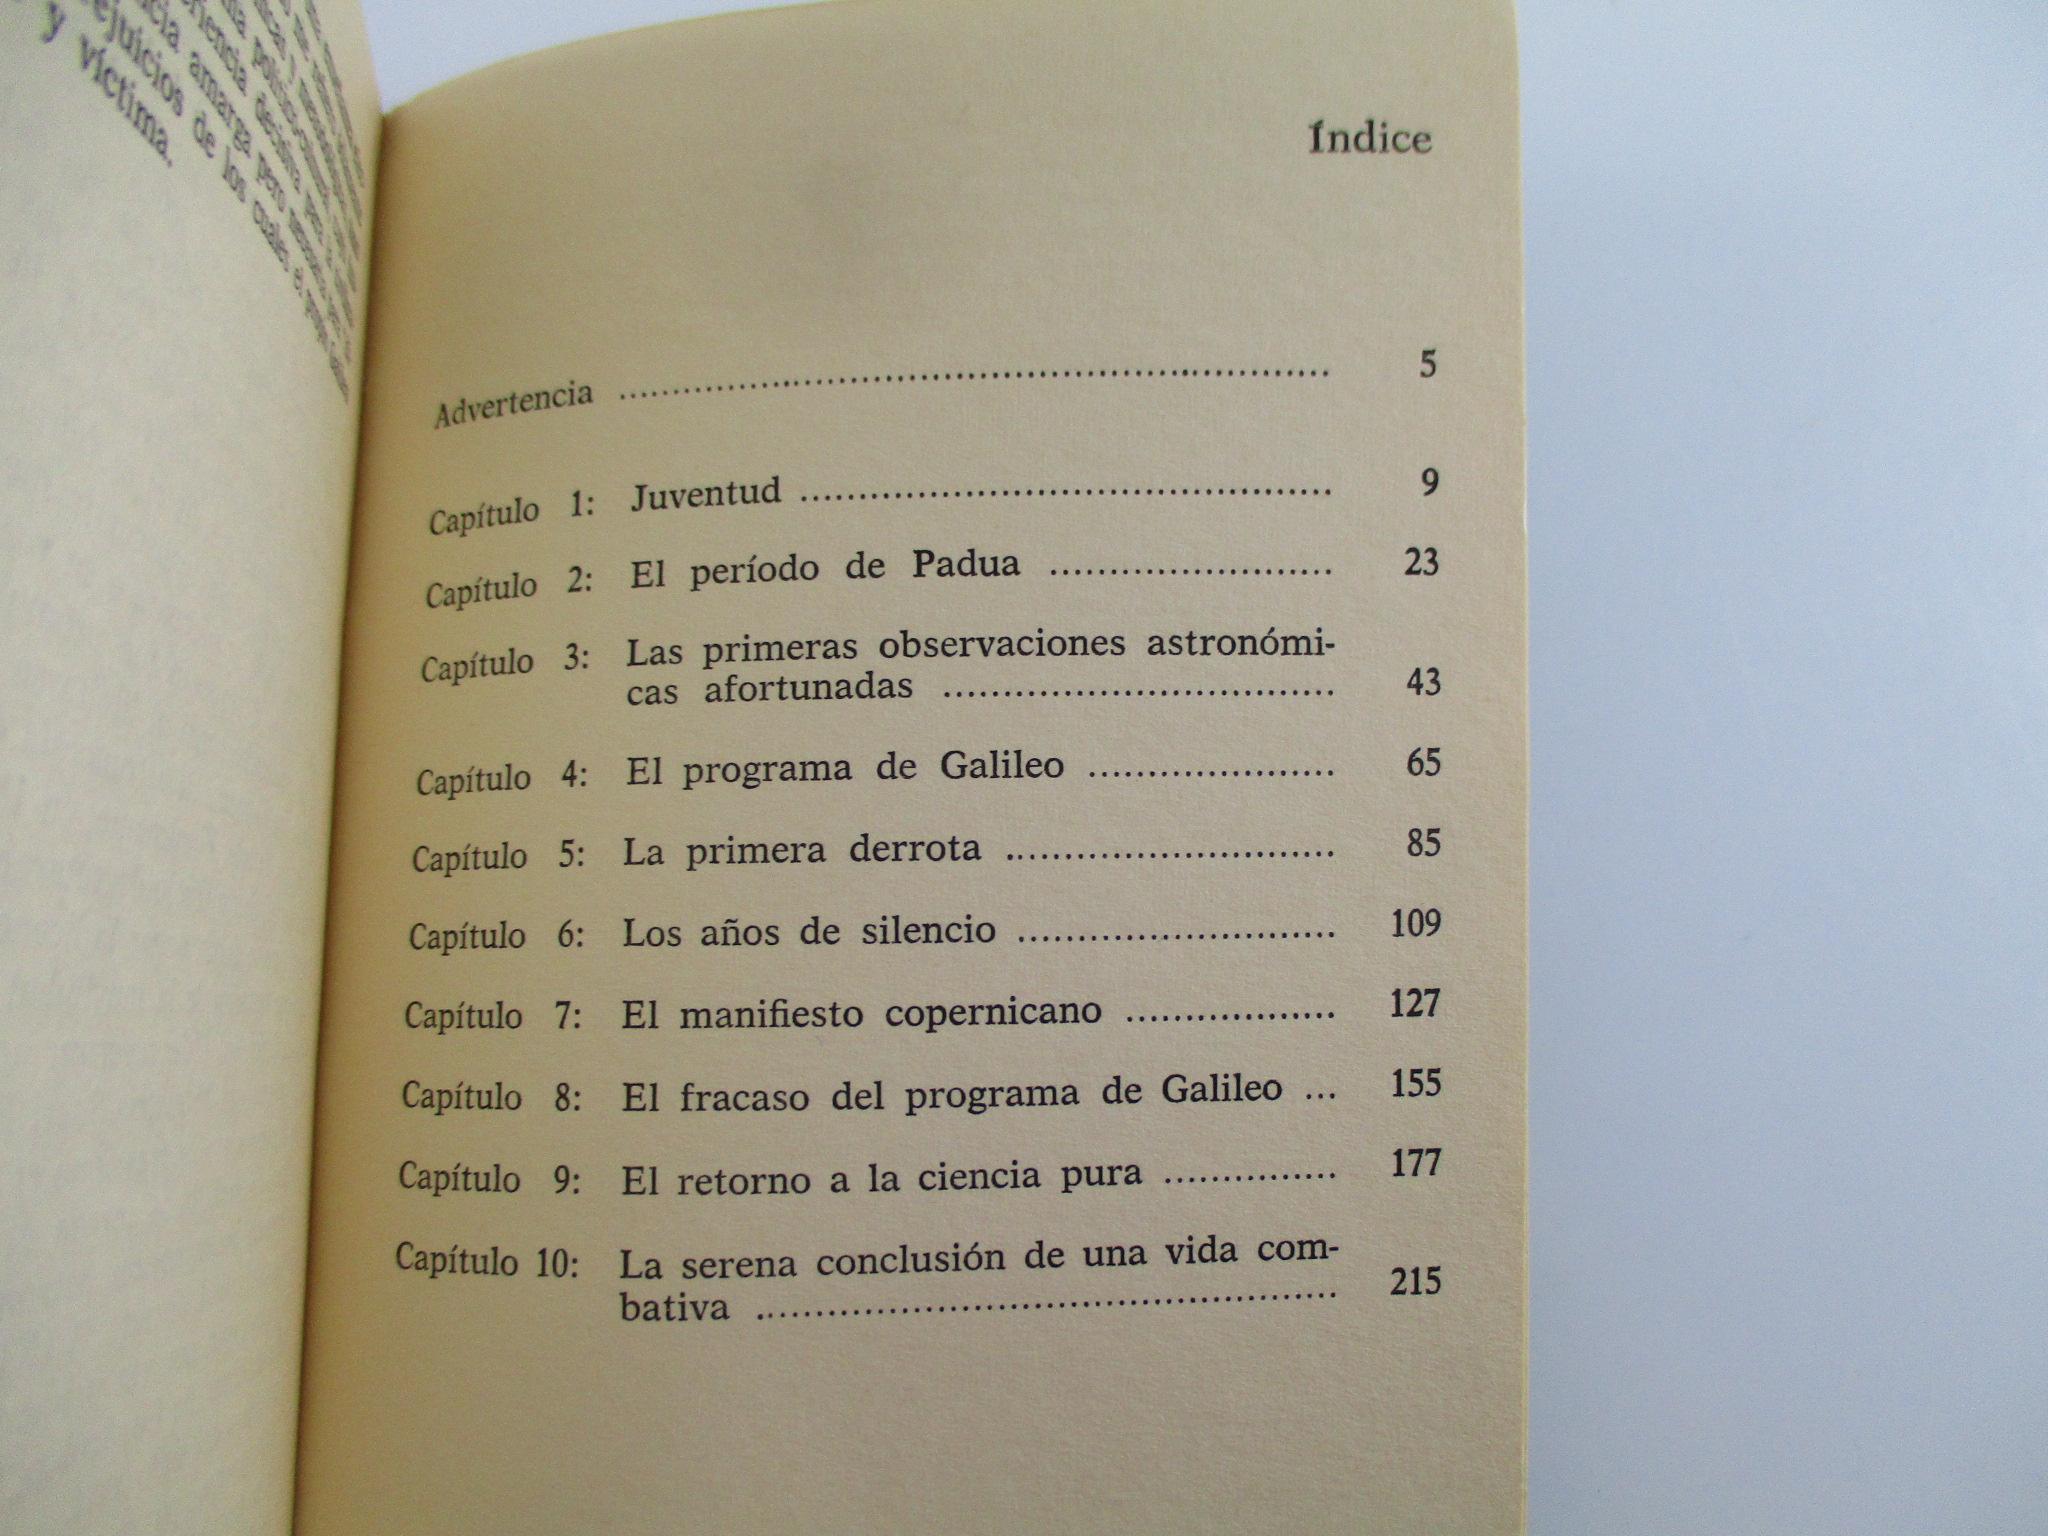 y víctima.
Índice
Advertencia ........................................................ 5
Capítulo 1: Juventud ............................................. 9
Capítulo 2: El período de Padua ........................ 23
Capítulo 3: Las primeras observaciones astronómi-
cas afortunadas ................................. 43
Capítulo 4: El programa de Galileo ..................... 65
Capítulo 5: La primera derrota ............................ 85
Capítulo 6: Los años de silencio ........................... 109
Capítulo 7: El manifiesto copernicano .................. 127
Capítulo 8: El fracaso del programa de Galileo ... 155
Capítulo 9: El retorno a la ciencia pura ............... 177
Capítulo 10: La serena conclusión de una vida com-
bativa ................................................. 215